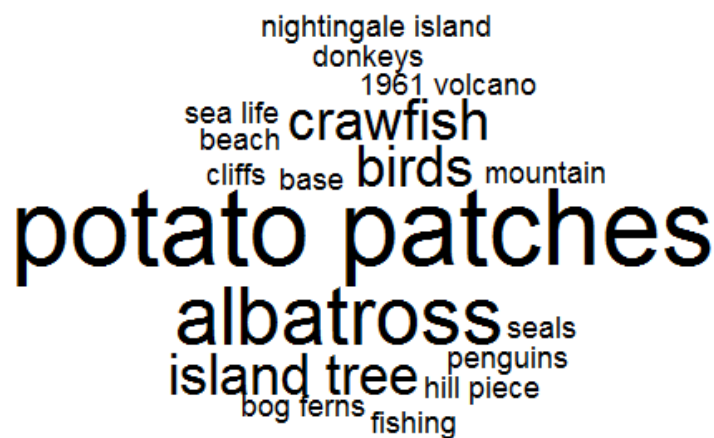 nightingale island
donkeys
1961 volcano
sea life
crawfish
beach
birds
cliffs
base
mountain
potato patches
albatross
seals
penguins
island tree
hill piece
bog ferns
fishing